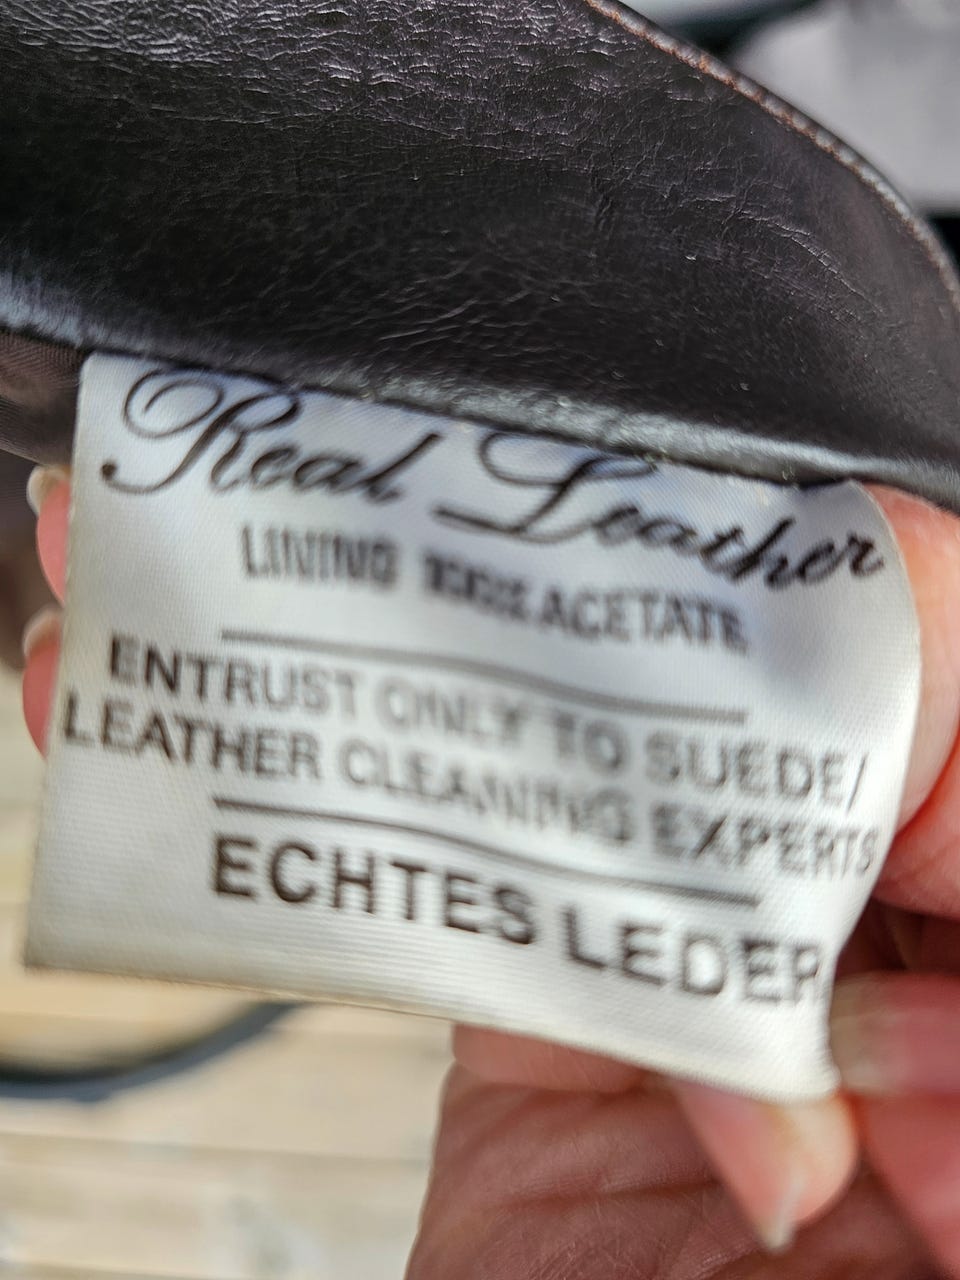 Real Leather
LINING 100% ACETATE
ENTRUST ONLY TO SUEDE/
LEATHER CLEANING EXPERTS
ECHTES LEDER